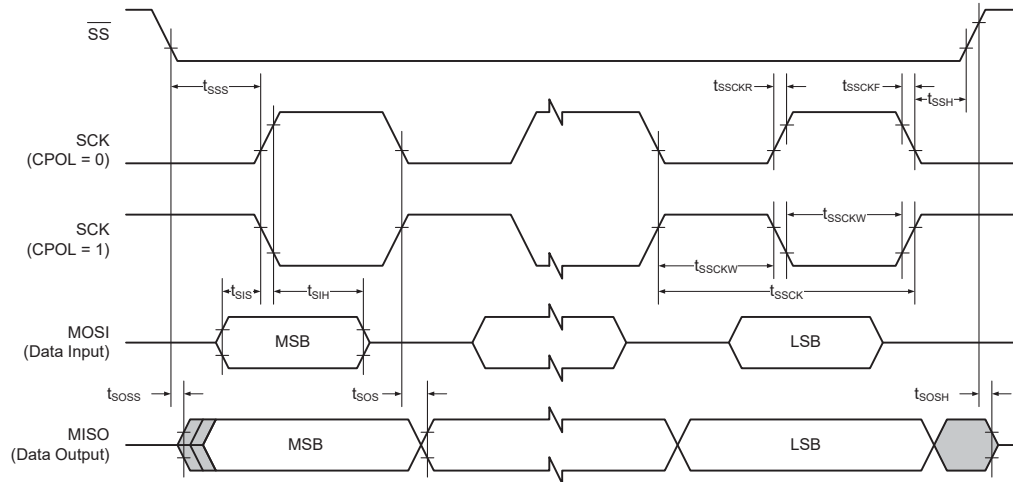 SS
tSSS
tSSCKR
tSSCKF
tSSH
SCK
(CPOL = 0)
SCK
(CPOL = 1)
tSSCKW
tSSCKW
tSSCK
tSIS
tSIH
MOSI
(Data Input)
MSB
LSB
tSOSS
tSOS
tSOSH
MISO
(Data Output)
MSB
LSB